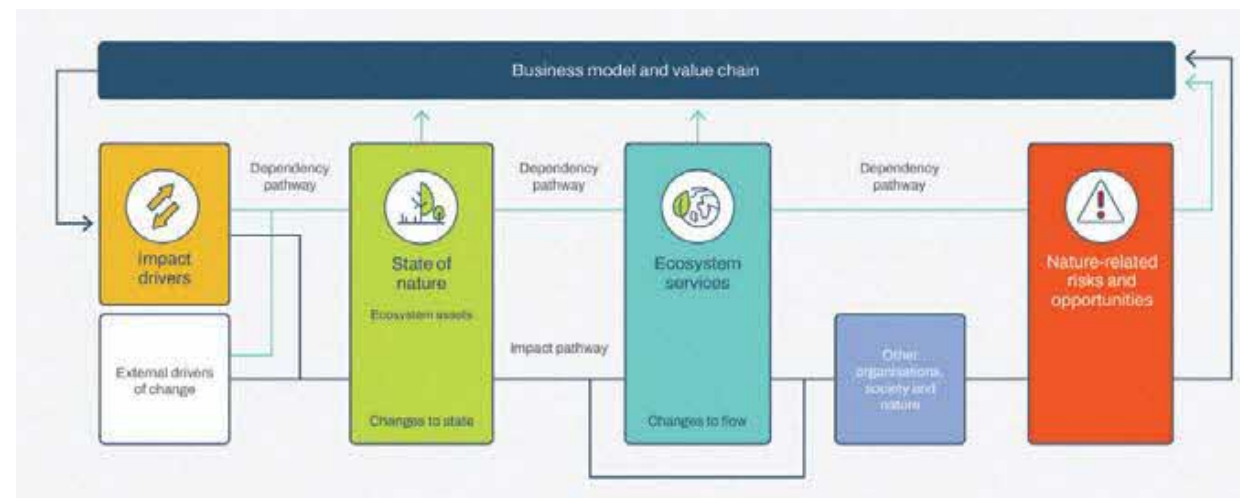 Business model and value chain
Dependency
pathway
Dependency
pathway
Dependency
pathway
Impact
drivers
State of
nature
Ecosystem assets
Changes to state
Ecosystem
services
Changes to flow
Nature-related
risks and
opportunities
External drivers
of change
Impact pathway
Other
organisations,
society and
nature